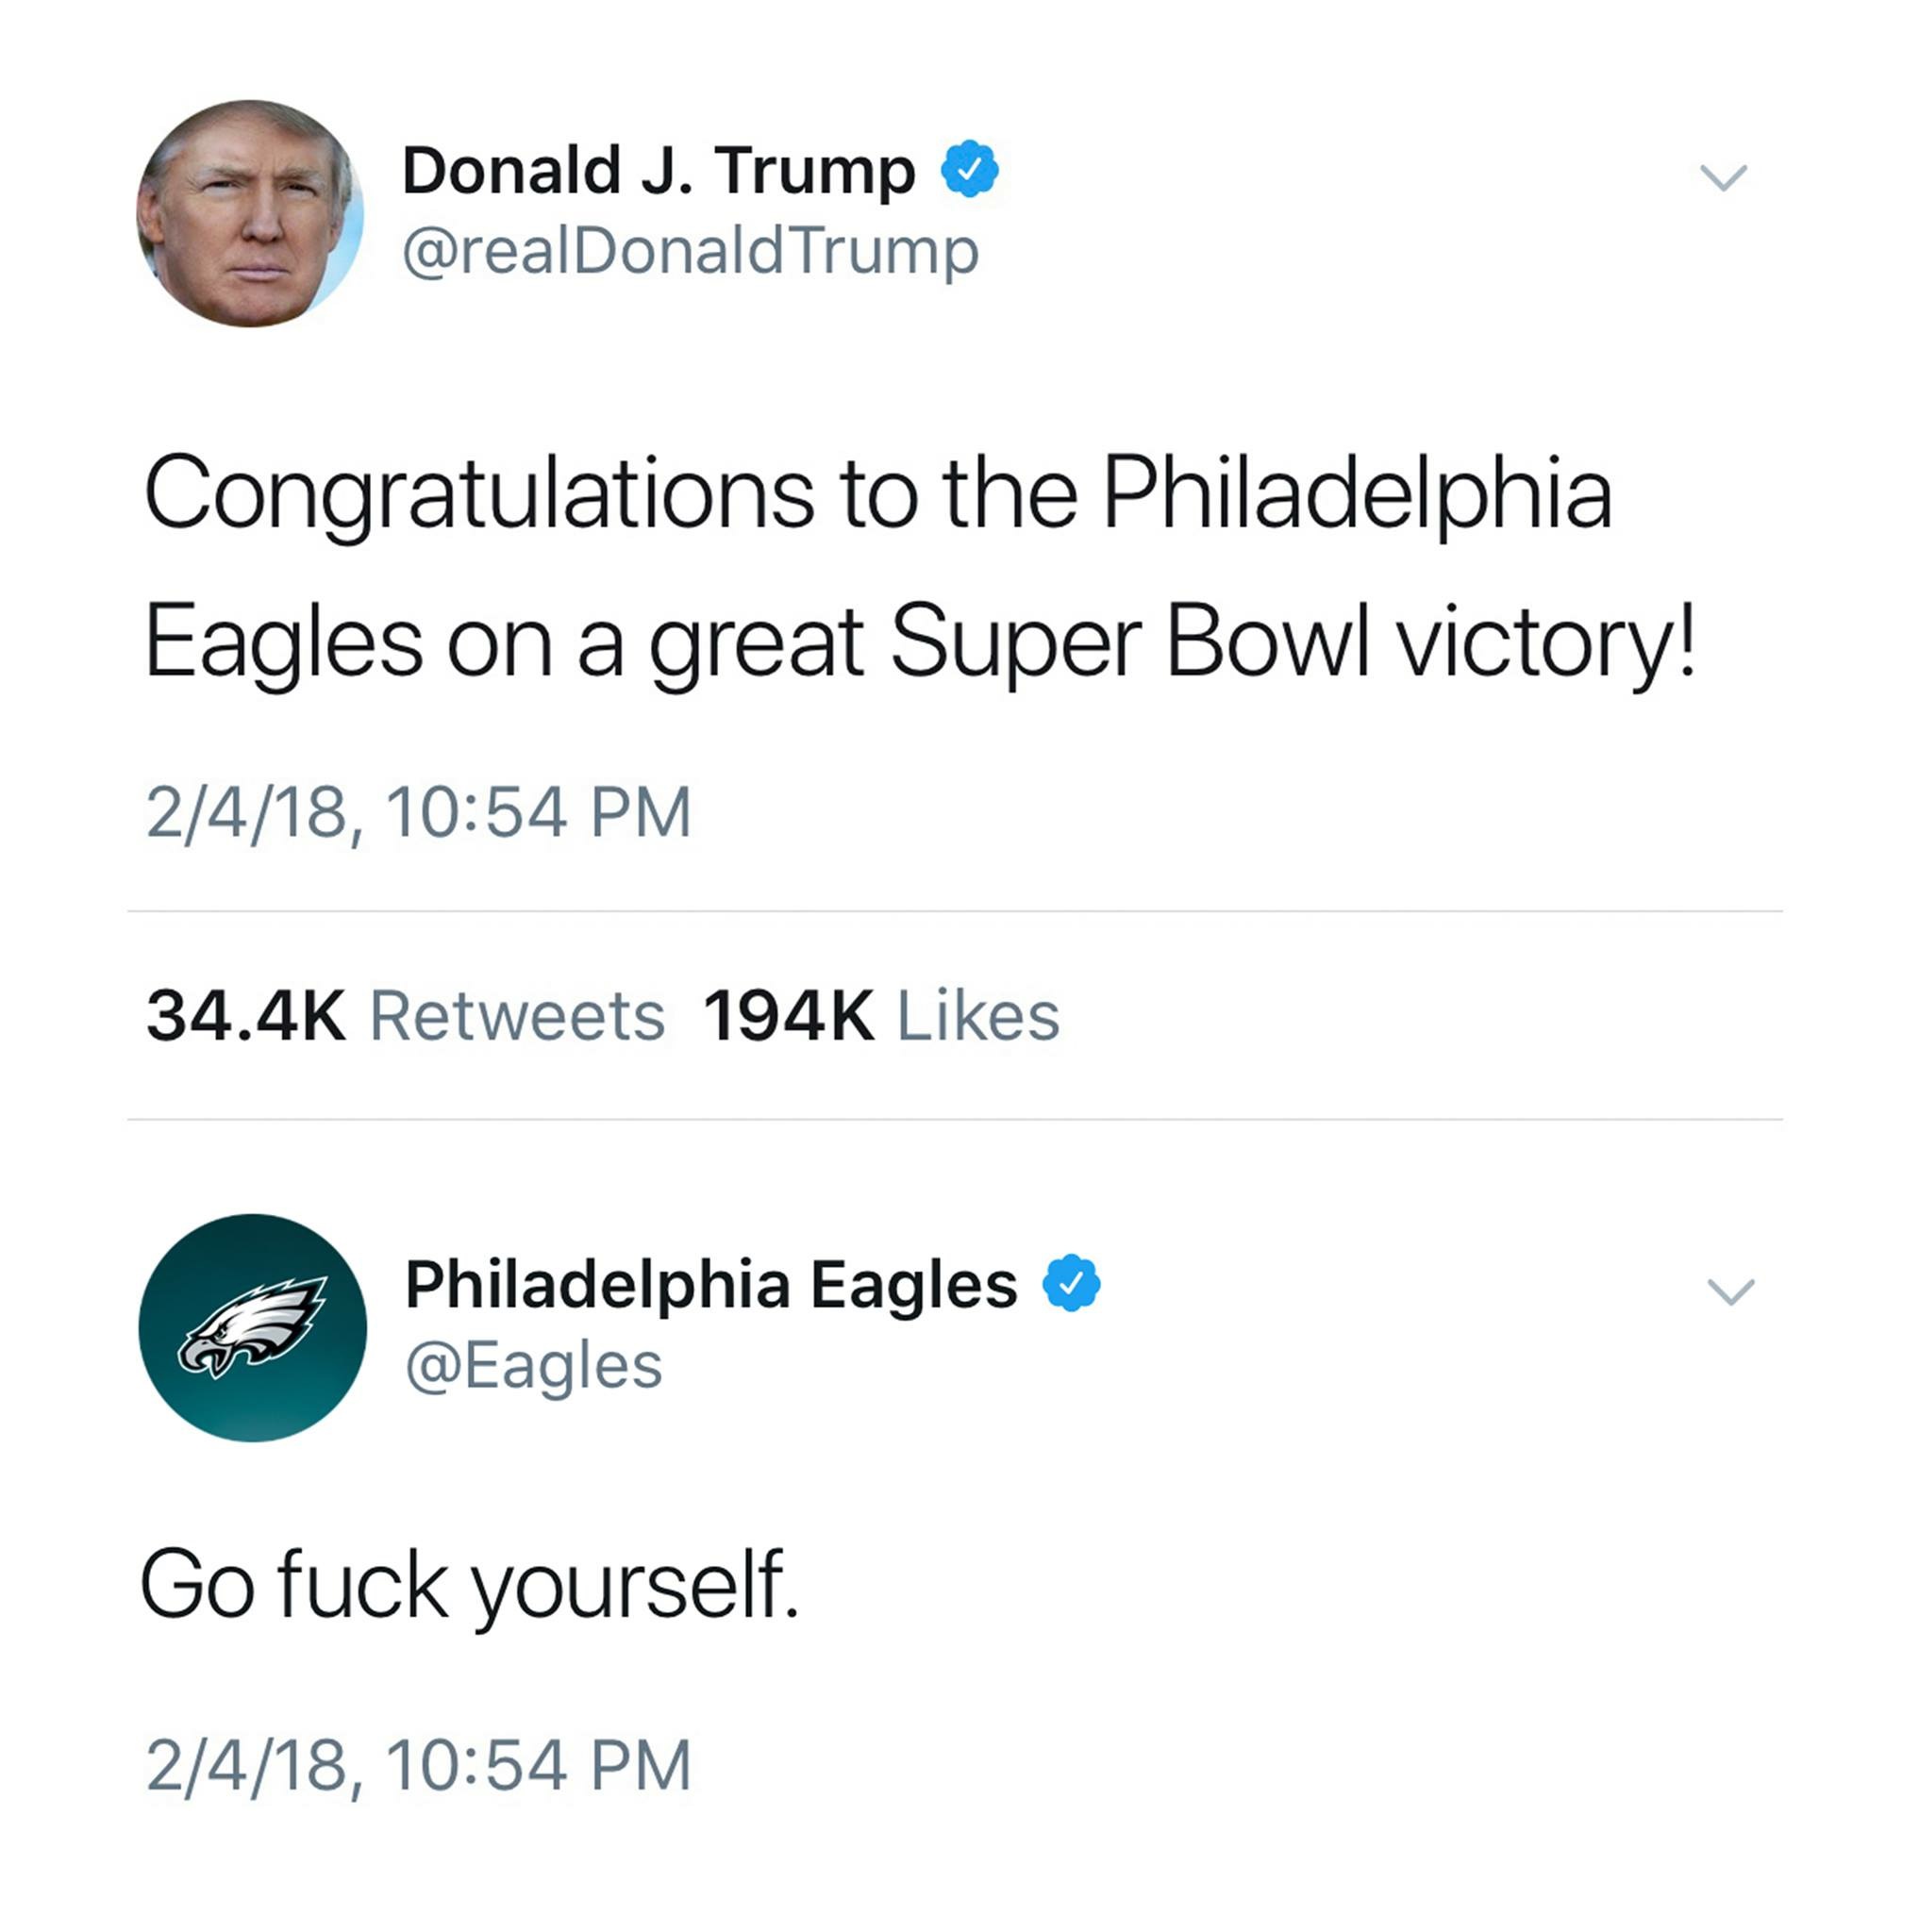 Donald J. Trump
@realDonaldTrump
Congratulations to the Philadelphia
Eagles on a great Super Bowl victory!
2/4/18, 10:54 PM
34.4K Retweets 194K Likes
Philadelphia Eagles
@Eagles
Go fuck yourself.
2/4/18, 10:54 PM